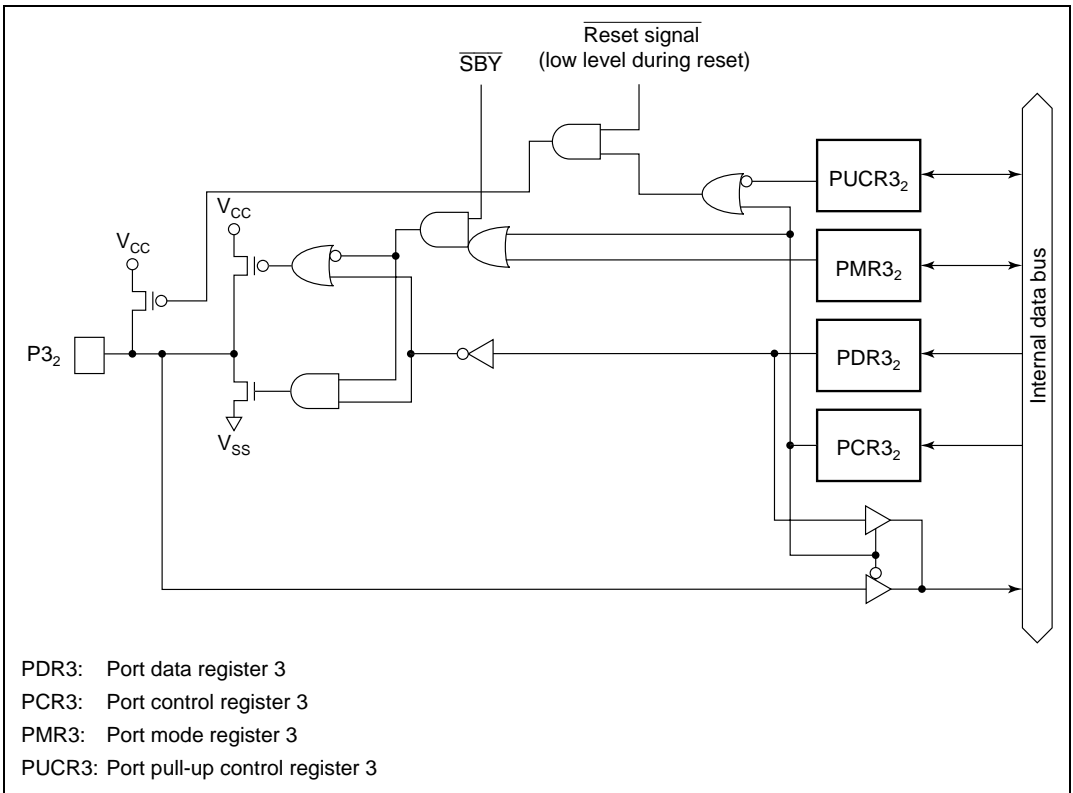 Reset signal
(low level during reset)
SBY
PUCR3₂
V_CC
V_CC
PMR3₂
P3₂
PDR3₂
Internal data bus
V_SS
PCR3₂
PDR3: Port data register 3
PCR3: Port control register 3
PMR3: Port mode register 3
PUCR3: Port pull-up control register 3